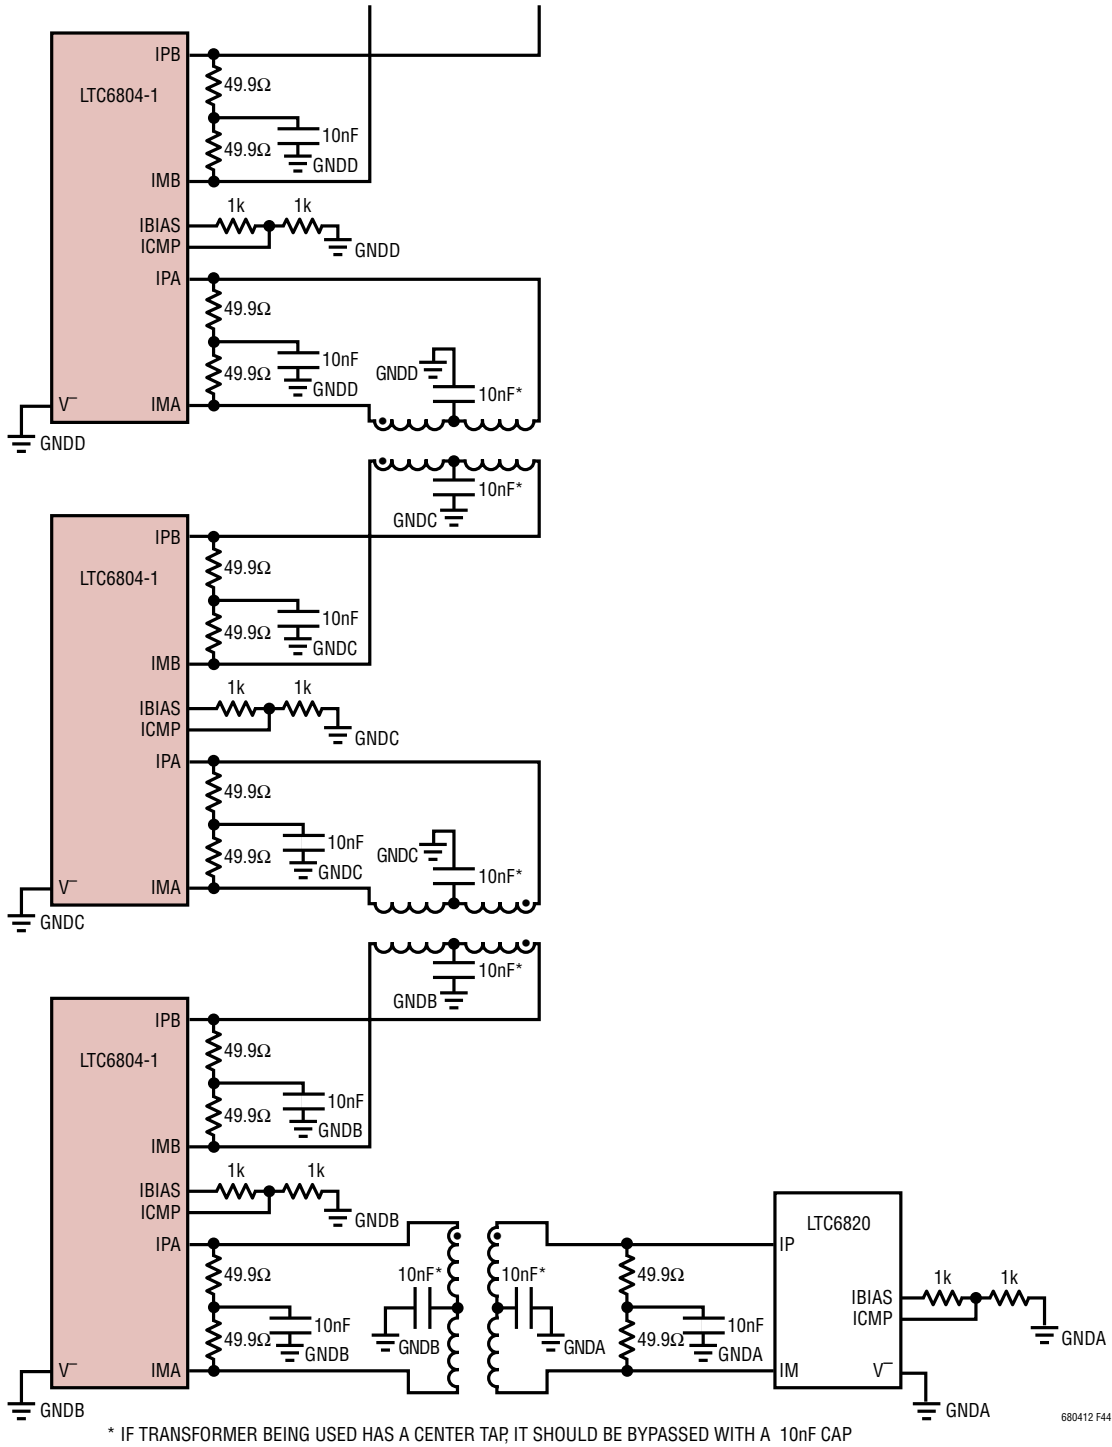 IPB
49.9Ω
LTC6804-1
10nF
49.9Ω
GNDD
IMB
1k 1k
IBIAS
ICMP
GNDD
IPA
49.9Ω
10nF
49.9Ω
GNDD
GNDD
10nF*
V– IMA
GNDD
10nF*
GNDC
IPB
49.9Ω
LTC6804-1
10nF
49.9Ω
GNDC
IMB
1k 1k
IBIAS
ICMP
GNDC
IPA
49.9Ω
10nF
49.9Ω
GNDC
GNDC
10nF*
V– IMA
GNDC
10nF*
GNDB
IPB
49.9Ω
LTC6804-1
10nF
49.9Ω
GNDB
IMB
1k 1k
IBIAS
ICMP
GNDB
IPA
49.9Ω
10nF
49.9Ω
GNDB
V– IMA
GNDB
10nF* 10nF*
GNDB GNDA
49.9Ω
10nF
49.9Ω
GNDA
LTC6820
IP
1k 1k
IBIAS
ICMP
GNDA
IM V–
GNDA
680412 F44
* IF TRANSFORMER BEING USED HAS A CENTER TAP, IT SHOULD BE BYPASSED WITH A 10nF CAP